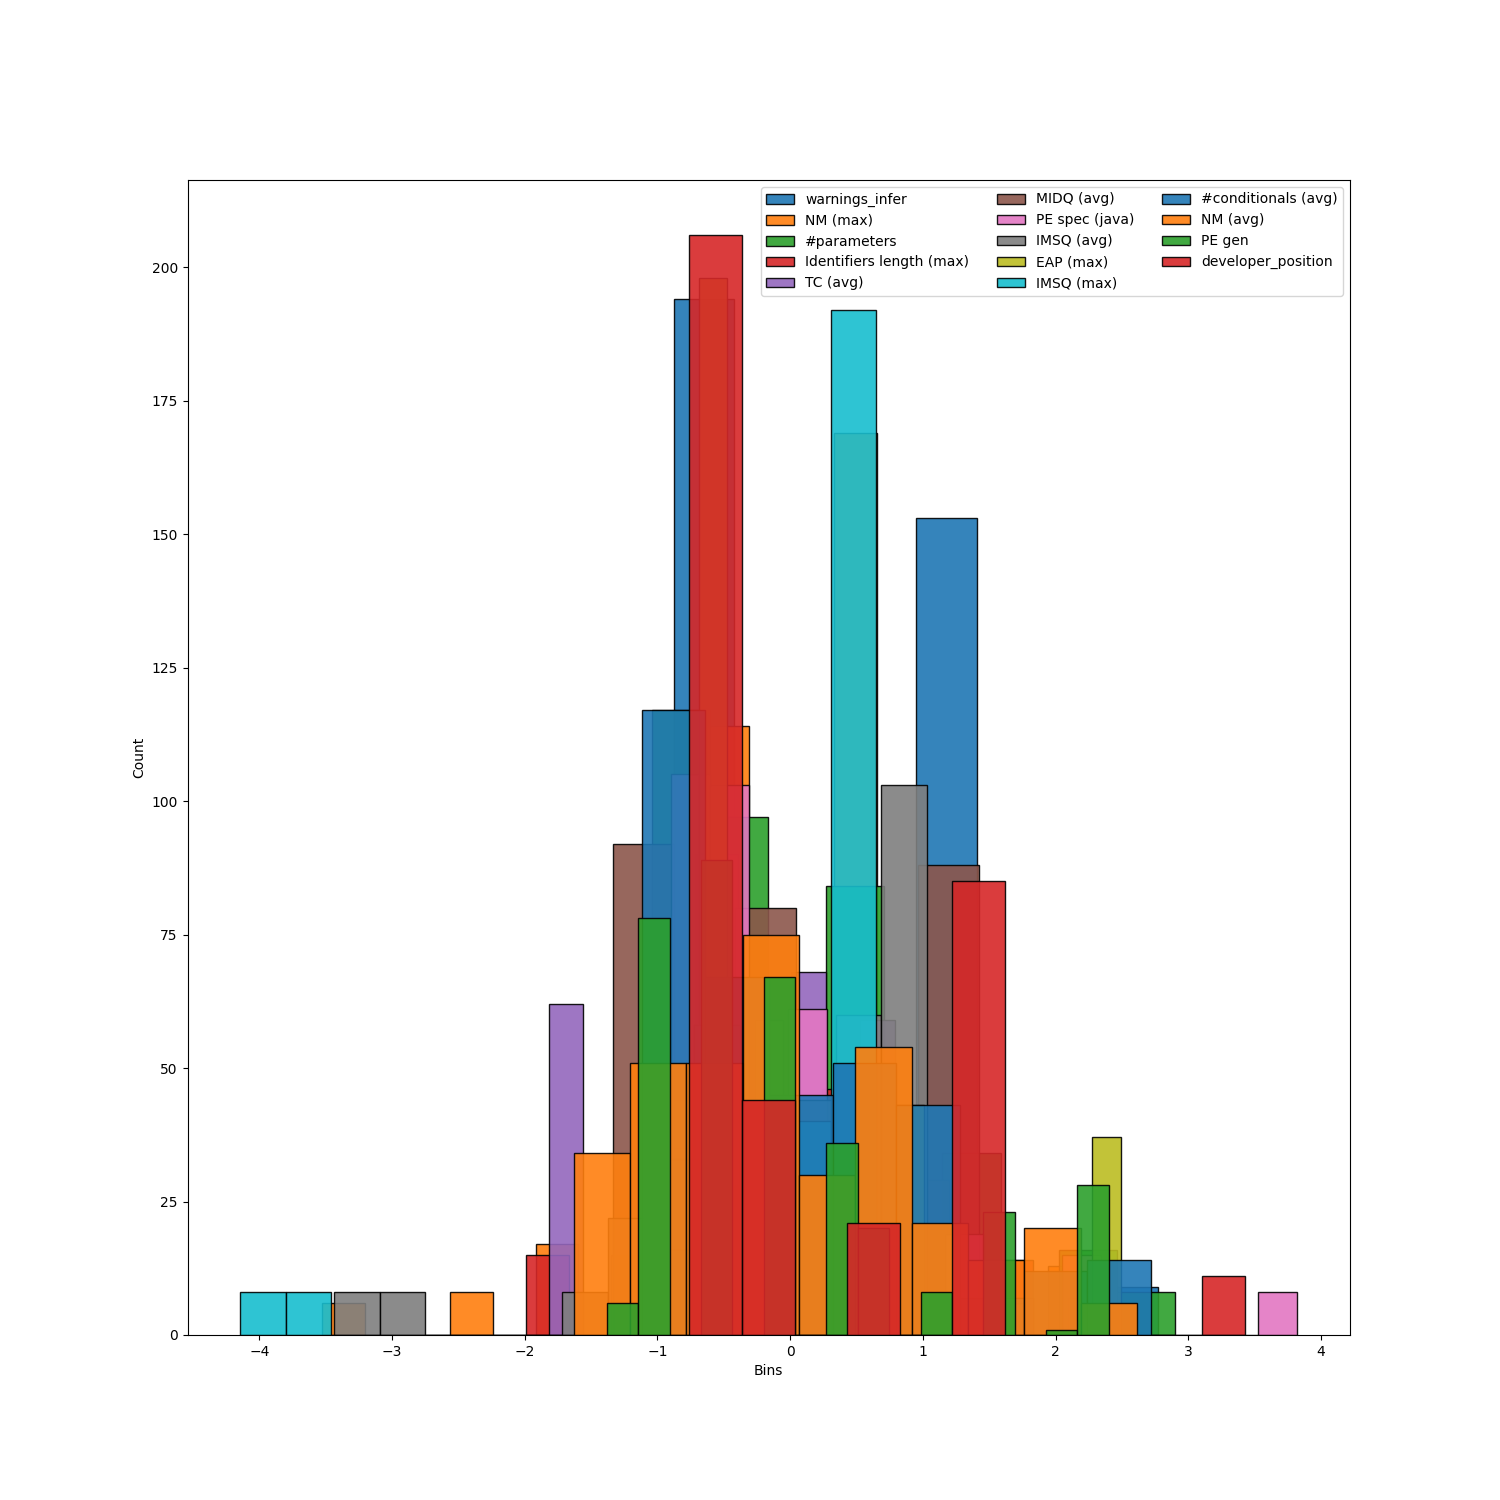 warnings_infer
NM (max)
#parameters
Identifiers length (max)
TC (avg)
MIDQ (avg)
PE spec (java)
IMSQ (avg)
EAP (max)
IMSQ (max)
#conditionals (avg)
NM (avg)
PE gen
developer_position
200
175
150
125
100
75
50
25
0
Count
−4 −3 −2 −1 0 1 2 3 4
Bins